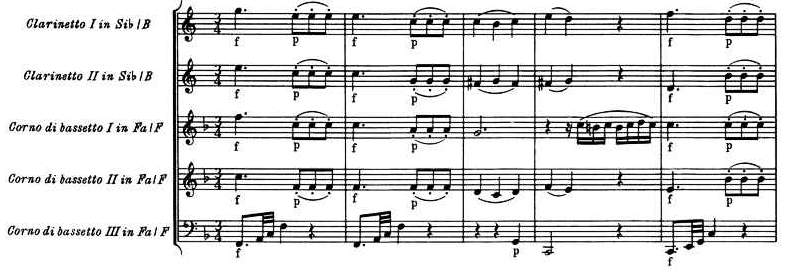 Clarinetto I in Sib/B
f p f p f p
Clarinetto II in Sib/B
f p f p f p
Corno di bassetto I in Fa/F
f p f p f p
Corno di bassetto II in Fa/F
f p f p f p
Corno di bassetto III in Fa/F
f f p f